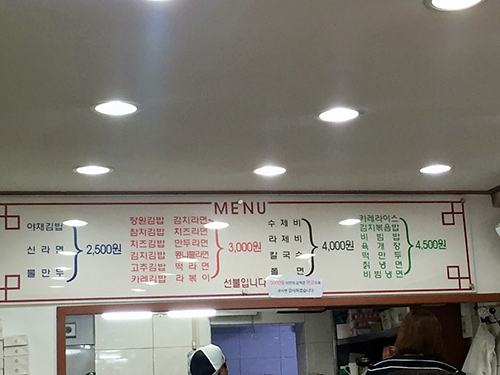 MENU
야채김밥
신라면
물만두
2,500원
장원김밥 김치라면
참치김밥 치즈라면
치즈김밥 만두라면
김치김밥 콩나물라면
고추김밥 떡라면
카레김밥 라볶이
3,000원
선불입니다
수제비
라제비
칼국수
쫄면
4,000원
카레라이스
김치볶음밥
비빔밥
육개장
떡만두
칡냉면
비빔냉면
4,500원